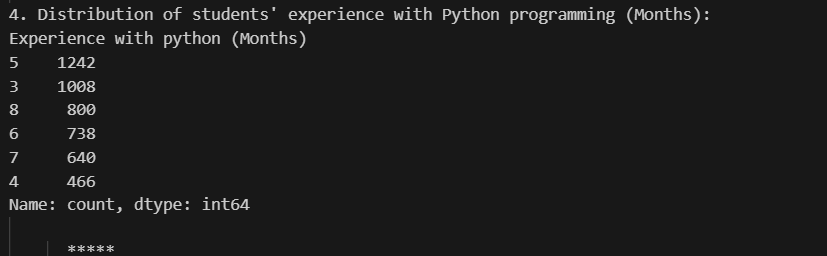 4. Distribution of students' experience with Python programming (Months):
Experience with python (Months)
5    1242
3    1008
8     800
6     738
7     640
4     466
Name: count, dtype: int64
*****